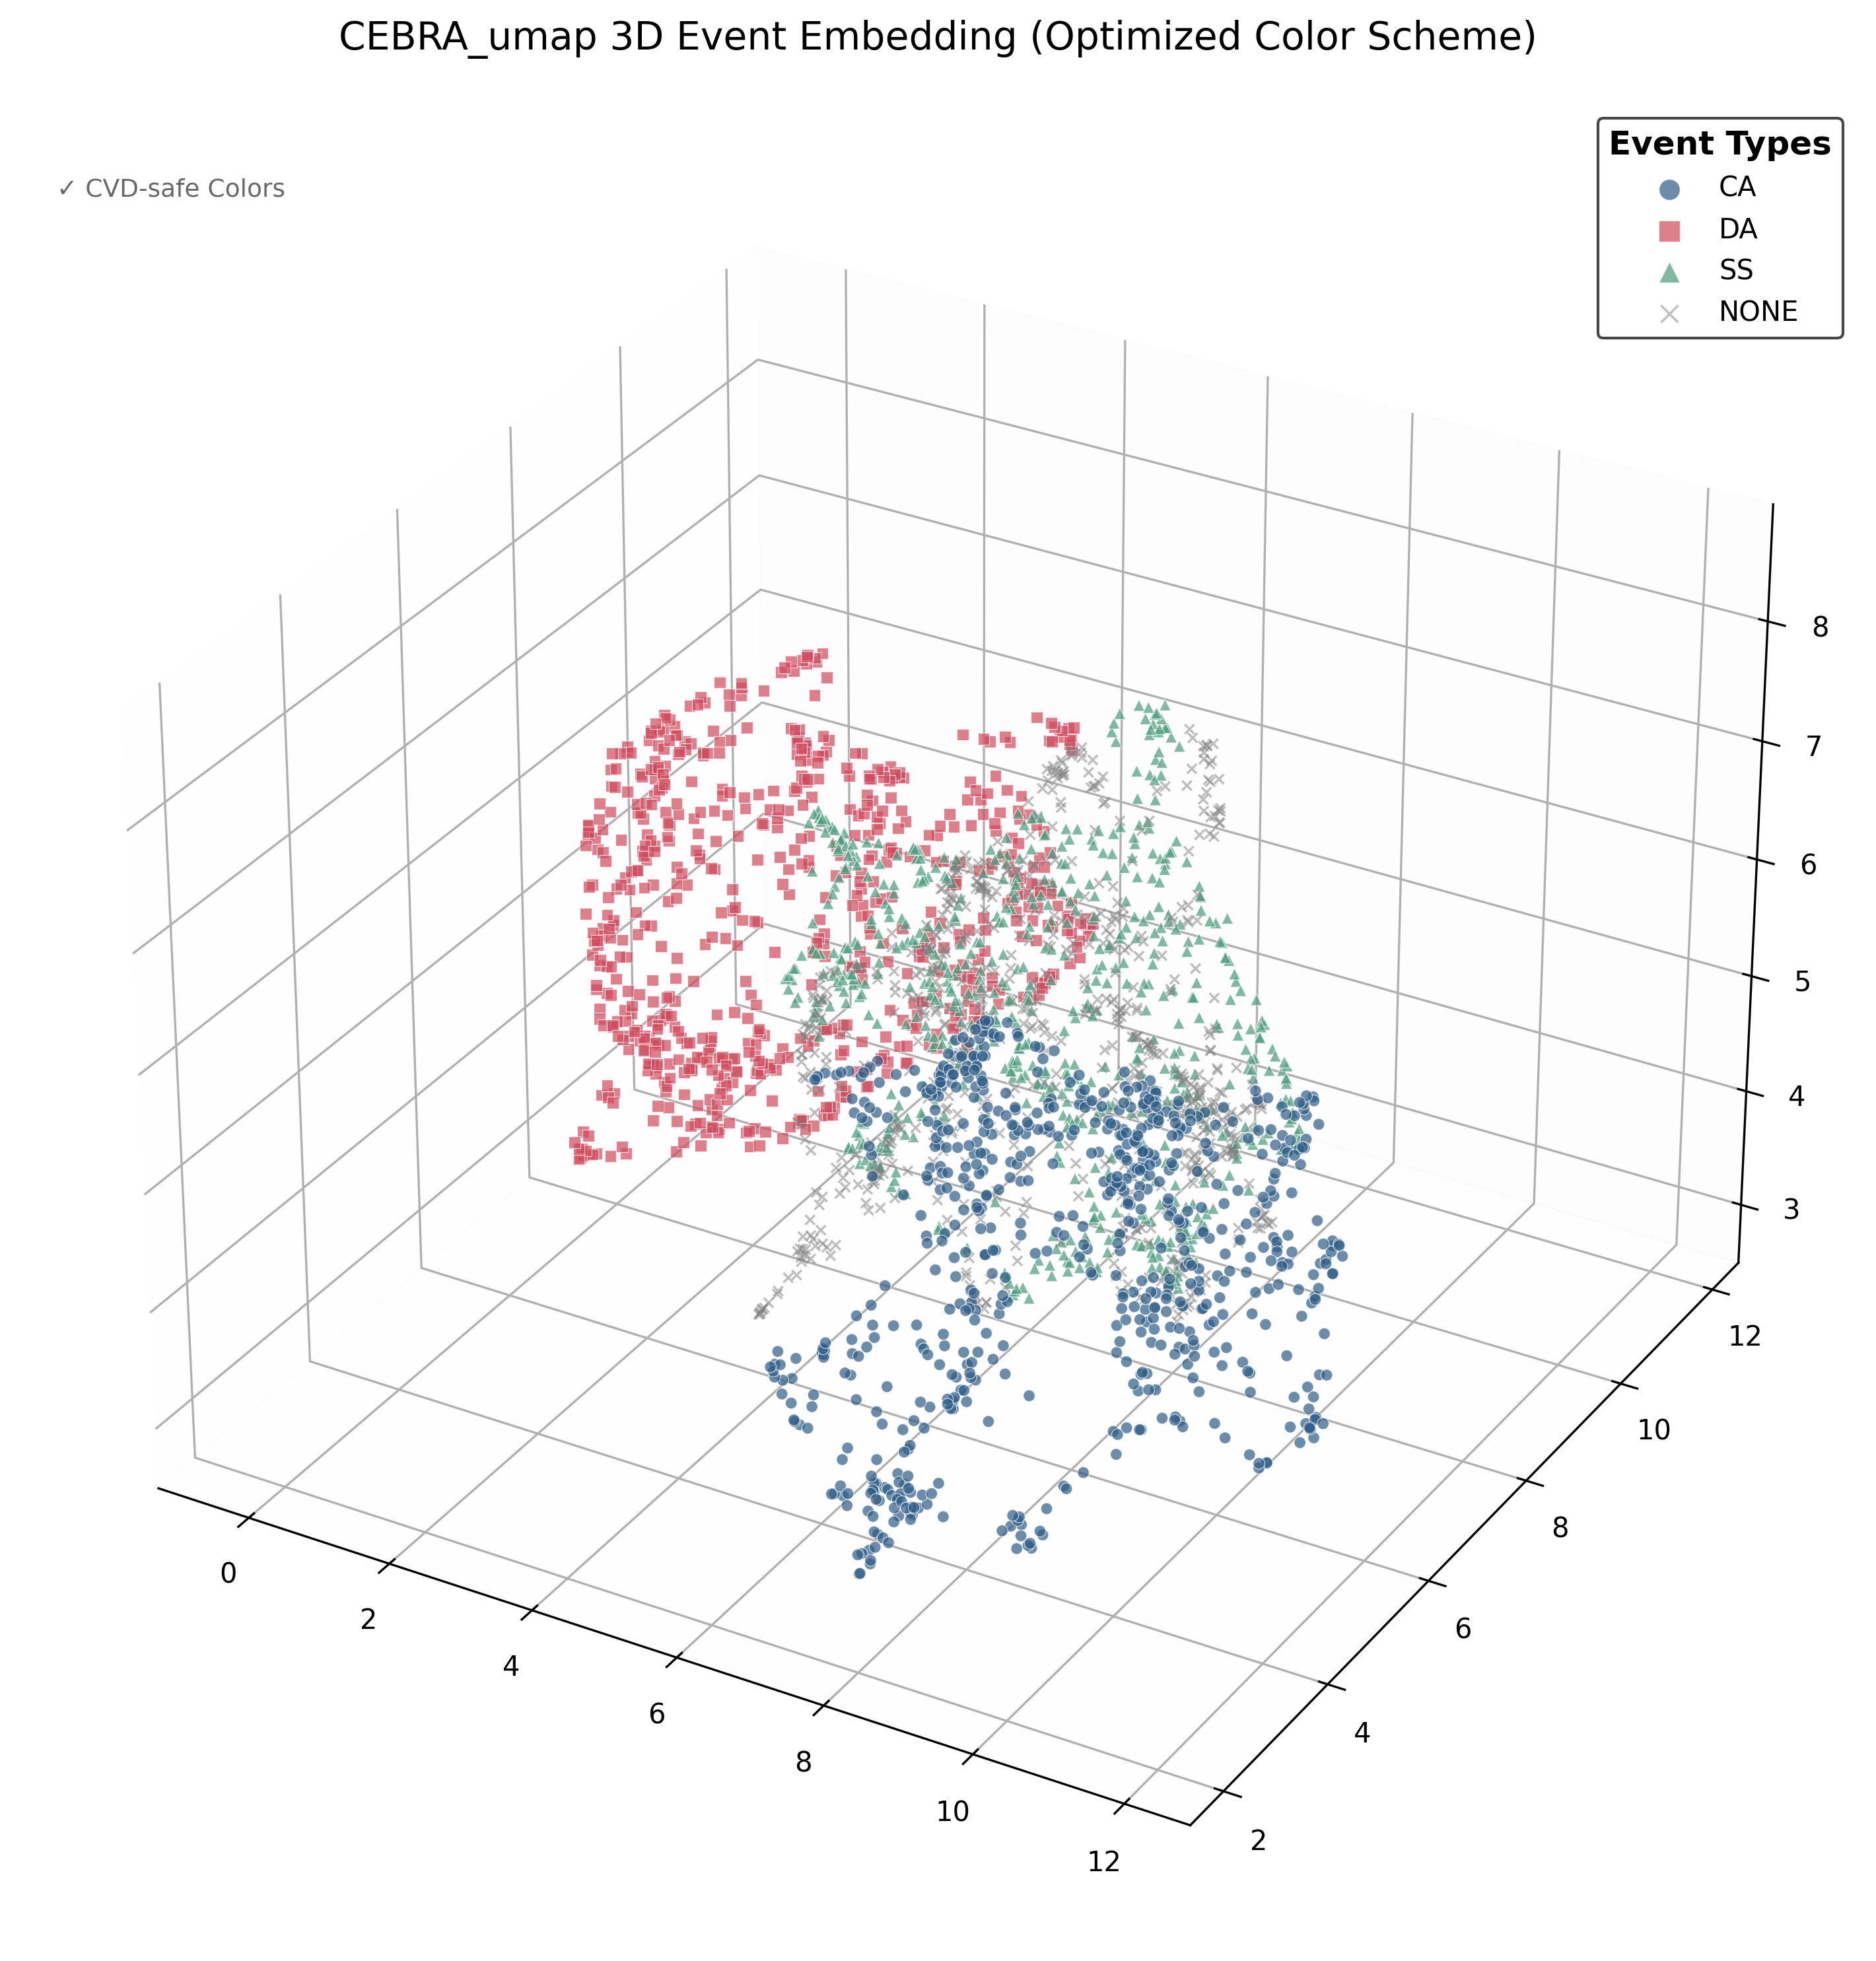 CEBRA_umap 3D Event Embedding (Optimized Color Scheme)
✓ CVD-safe Colors
Event Types
CA
DA
SS
NONE
8
7
6
5
4
3
12
10
8
6
4
2
0
2
4
6
8
10
12